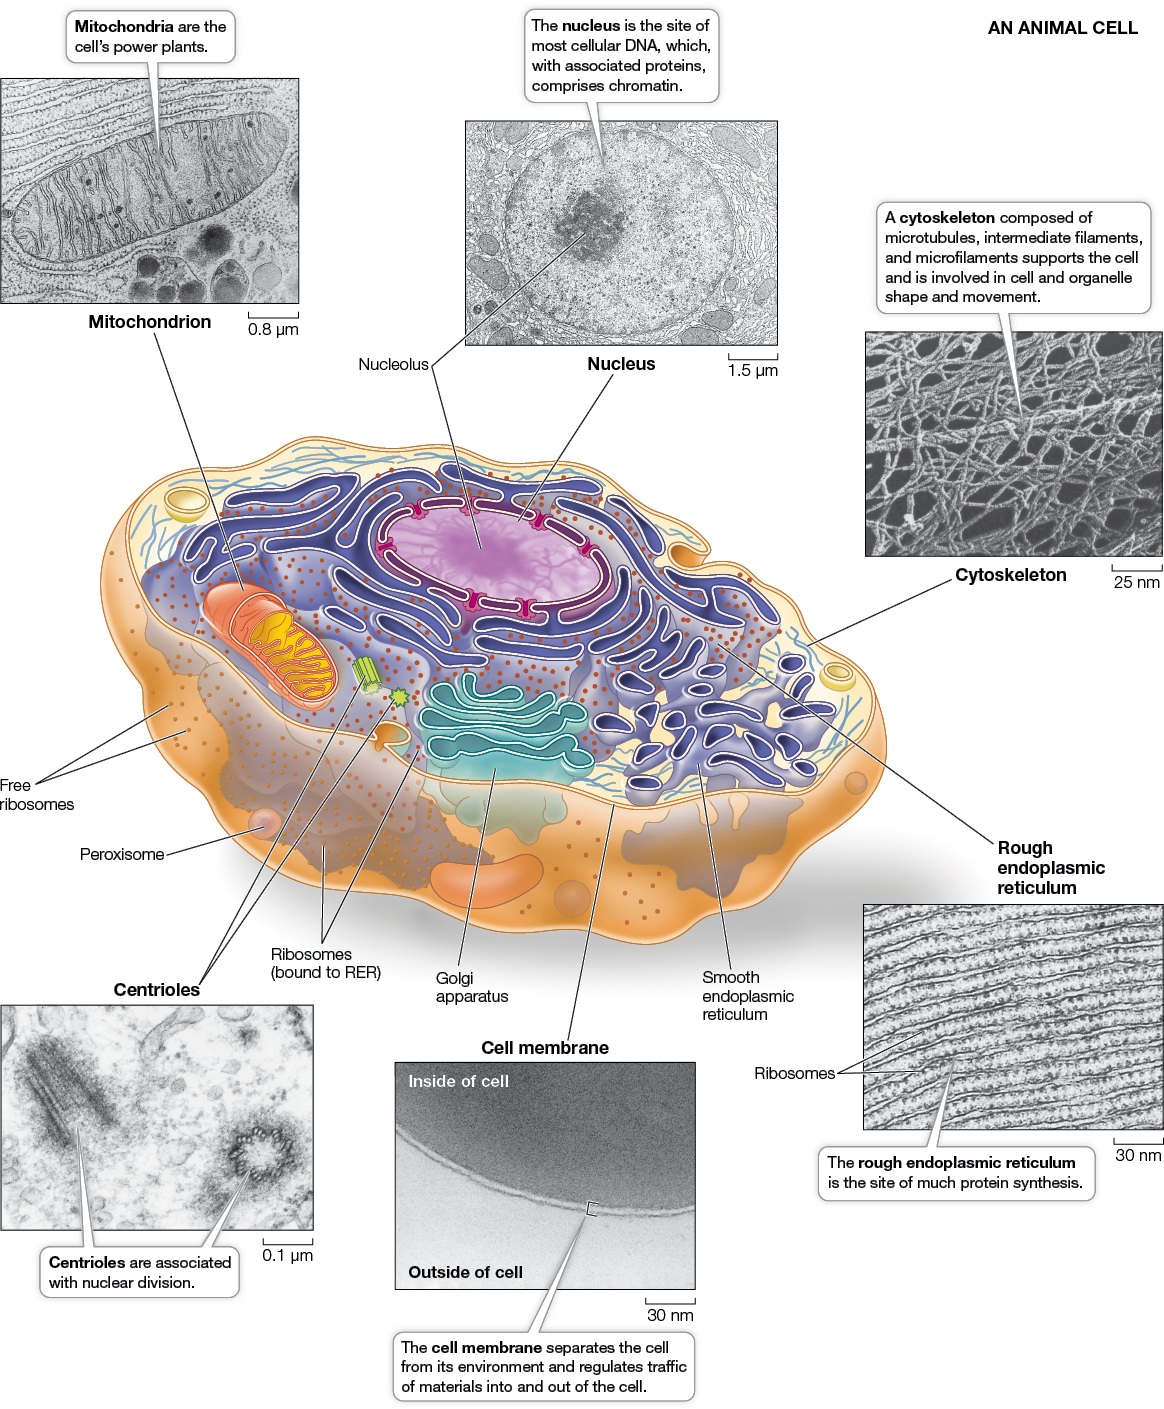 AN ANIMAL CELL
Mitochondria are the
cell's power plants.
The nucleus is the site of
most cellular DNA, which,
with associated proteins,
comprises chromatin.
A cytoskeleton composed of
microtubules, intermediate filaments,
and microfilaments supports the cell
and is involved in cell and organelle
shape and movement.
Mitochondrion
0.8 µm
Nucleolus
Nucleus
1.5 µm
Cytoskeleton
25 nm
Free
ribosomes
Peroxisome
Rough
endoplasmic
reticulum
Ribosomes
(bound to RER)
Golgi
apparatus
Smooth
endoplasmic
reticulum
Centrioles
Cell membrane
Inside of cell
Ribosomes
The rough endoplasmic reticulum
is the site of much protein synthesis.
30 nm
Centrioles are associated
with nuclear division.
0.1 µm
Outside of cell
30 nm
The cell membrane separates the cell
from its environment and regulates traffic
of materials into and out of the cell.